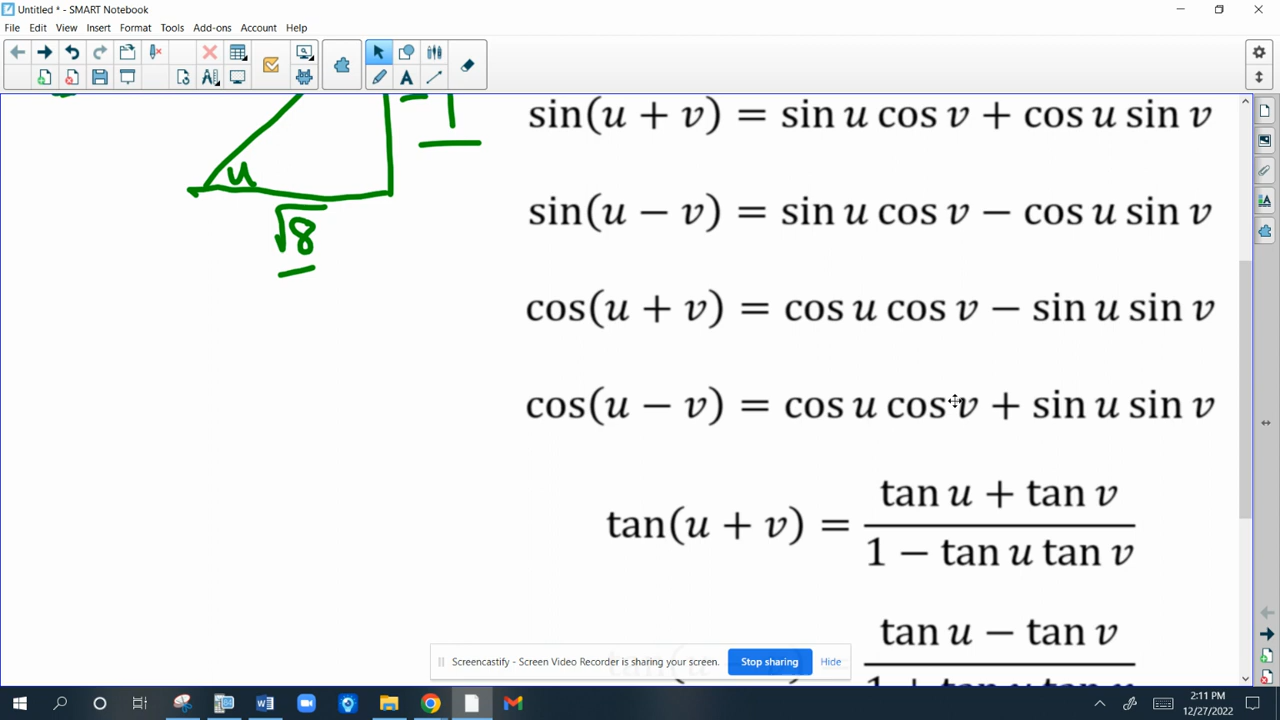 Untitled * - SMART Notebook
File Edit View Insert Format Tools Add-ons Account Help
sin(u + v) = sin u cos v + cos u sin v
-1
u
√8
sin(u − v) = sin u cos v − cos u sin v
cos(u + v) = cos u cos v − sin u sin v
cos(u − v) = cos u cos v + sin u sin v
tan(u + v) = (tan u + tan v) / (1 − tan u tan v)
tan u − tan v
1 + tan u tan v
Screencastify - Screen Video Recorder is sharing your screen. Stop sharing Hide
2:11 PM
12/27/2022